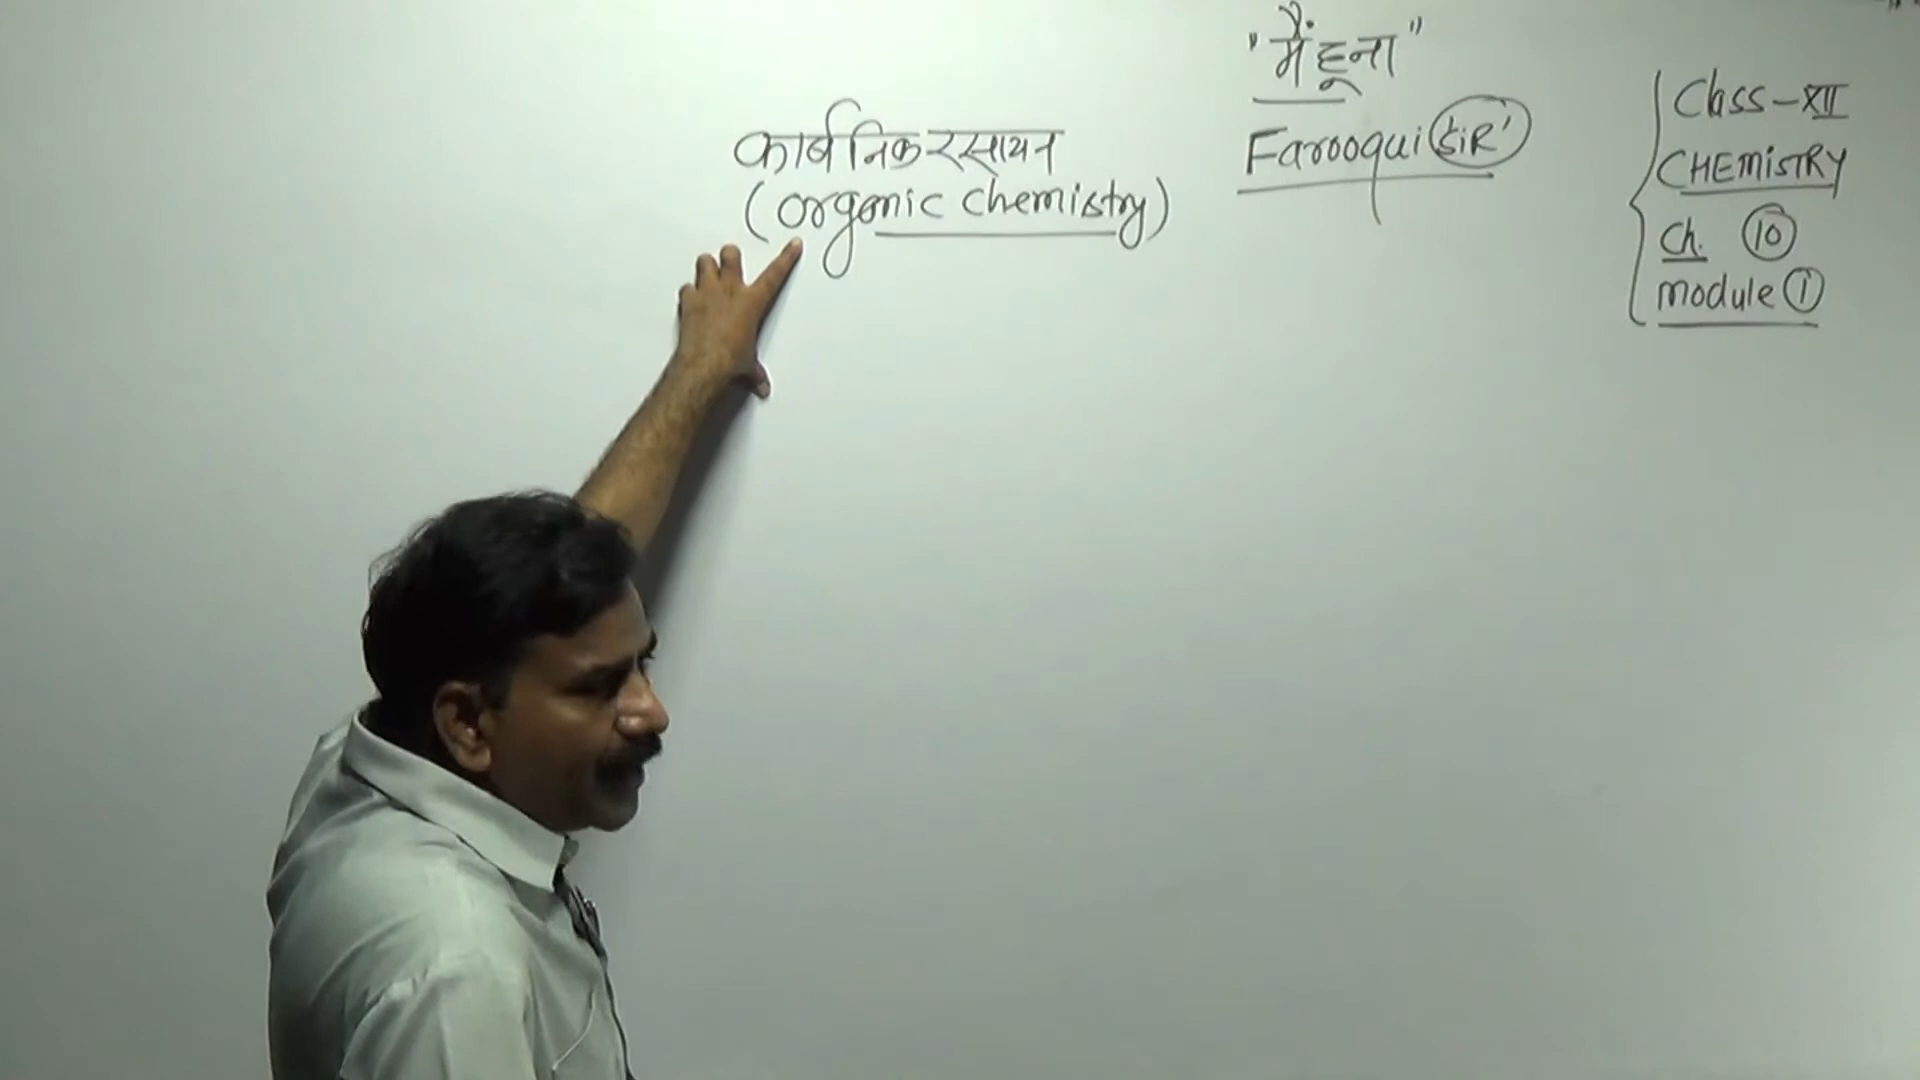 कार्बनिक रसायन
(organic chemistry)
"मैं हूना"
Farooqui 'SIR'
Class-XII
CHEMISTRY
Ch. 10
module 1